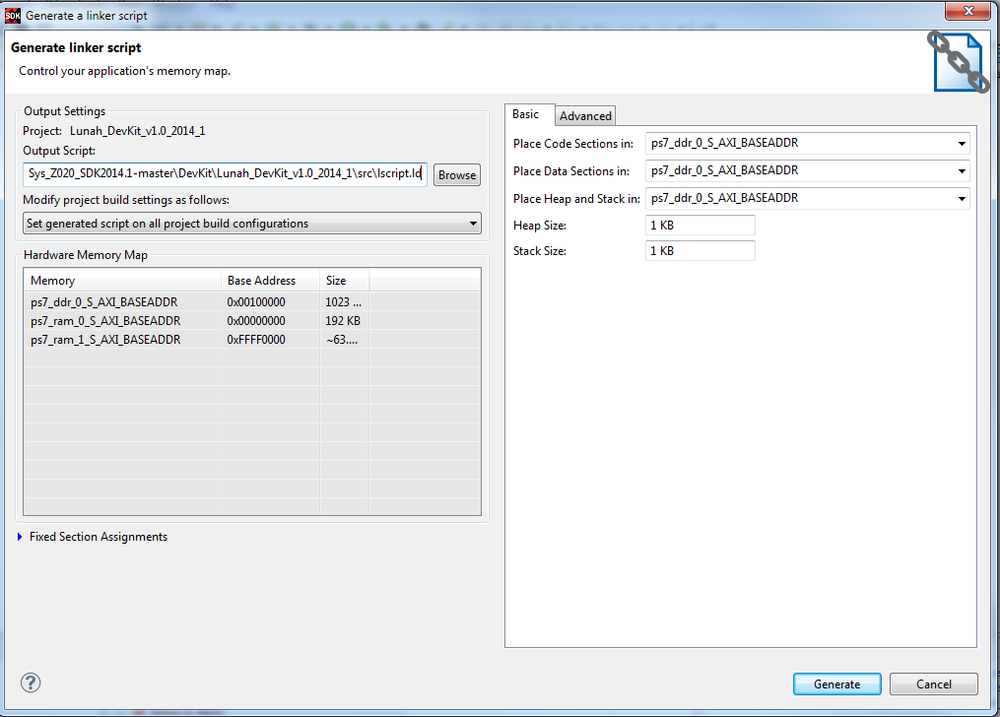 SDK Generate a linker script
Generate linker script
Control your application's memory map.
Output Settings
Project: Lunah_DevKit_v1.0_2014_1
Output Script:
Sys_Z020_SDK2014.1-master\DevKit\Lunah_DevKit_v1.0_2014_1\src\lscript.ld Browse
Modify project build settings as follows:
Set generated script on all project build configurations
Hardware Memory Map
Memory Base Address Size
ps7_ddr_0_S_AXI_BASEADDR 0x00100000 1023 ...
ps7_ram_0_S_AXI_BASEADDR 0x00000000 192 KB
ps7_ram_1_S_AXI_BASEADDR 0xFFFF0000 ~63....
Fixed Section Assignments
Basic Advanced
Place Code Sections in: ps7_ddr_0_S_AXI_BASEADDR
Place Data Sections in: ps7_ddr_0_S_AXI_BASEADDR
Place Heap and Stack in: ps7_ddr_0_S_AXI_BASEADDR
Heap Size: 1 KB
Stack Size: 1 KB
? Generate Cancel